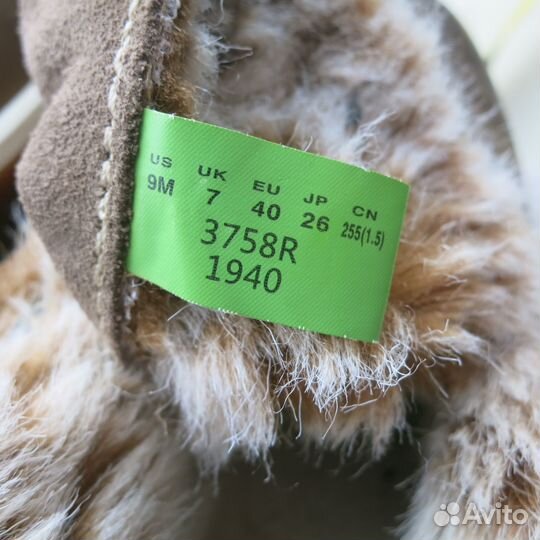 US UK EU JP CN
9M 7 40 26 255(1.5)
3758R
1940
Avito